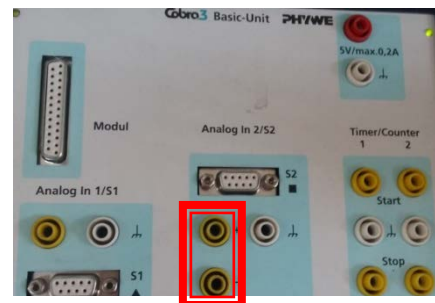 Cobra3 Basic-Unit PHYWE
5V/max.0,2A
Modul
Analog In 2/S2
Timer/Counter
1 2
S2
Start
Analog In 1/S1
Stop
S1